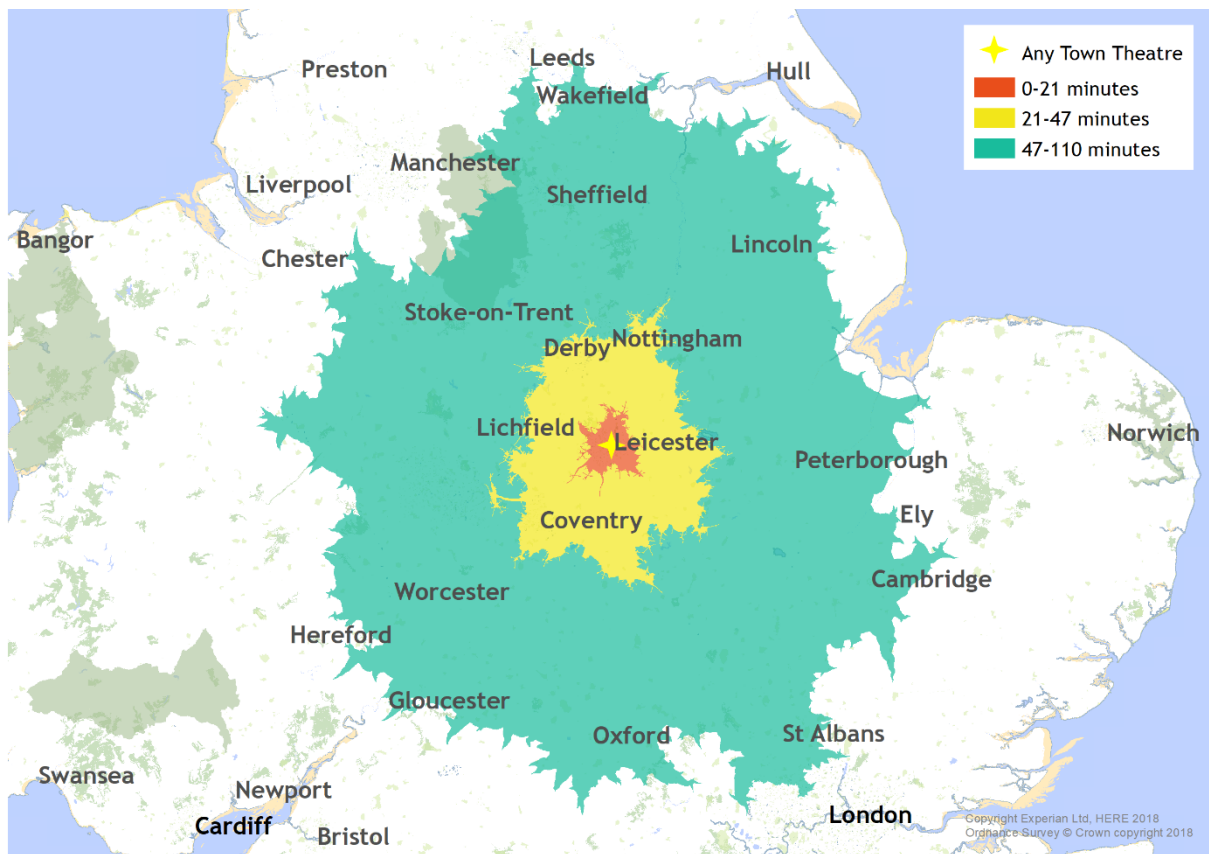 Any Town Theatre
0-21 minutes
21-47 minutes
47-110 minutes
Leeds
Preston
Hull
Wakefield
Manchester
Liverpool
Sheffield
Bangor
Lincoln
Chester
Stoke-on-Trent
Nottingham
Derby
Lichfield
Leicester
Norwich
Peterborough
Ely
Coventry
Cambridge
Worcester
Hereford
Gloucester
Oxford
St Albans
Swansea
Newport
London
Cardiff
Bristol
Copyright Experian Ltd, HERE 2018
Ordnance Survey © Crown copyright 2018